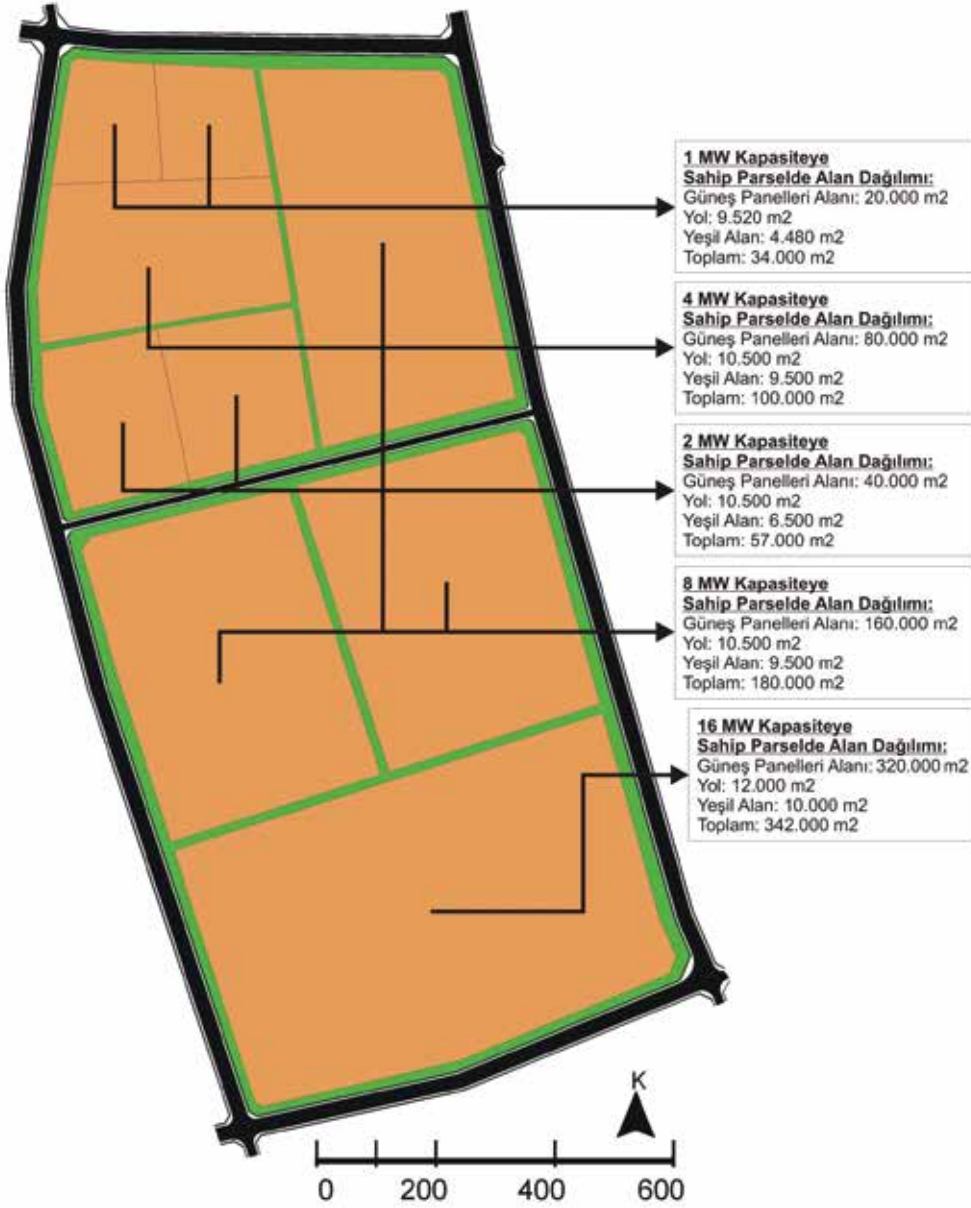 1 MW Kapasiteye
Sahip Parselde Alan Dağılımı:
Güneş Panelleri Alanı: 20.000 m2
Yol: 9.520 m2
Yeşil Alan: 4.480 m2
Toplam: 34.000 m2
4 MW Kapasiteye
Sahip Parselde Alan Dağılımı:
Güneş Panelleri Alanı: 80.000 m2
Yol: 10.500 m2
Yeşil Alan: 9.500 m2
Toplam: 100.000 m2
2 MW Kapasiteye
Sahip Parselde Alan Dağılımı:
Güneş Panelleri Alanı: 40.000 m2
Yol: 10.500 m2
Yeşil Alan: 6.500 m2
Toplam: 57.000 m2
8 MW Kapasiteye
Sahip Parselde Alan Dağılımı:
Güneş Panelleri Alanı: 160.000 m2
Yol: 10.500 m2
Yeşil Alan: 9.500 m2
Toplam: 180.000 m2
16 MW Kapasiteye
Sahip Parselde Alan Dağılımı:
Güneş Panelleri Alanı: 320.000 m2
Yol: 12.000 m2
Yeşil Alan: 10.000 m2
Toplam: 342.000 m2
K
0 200 400 600